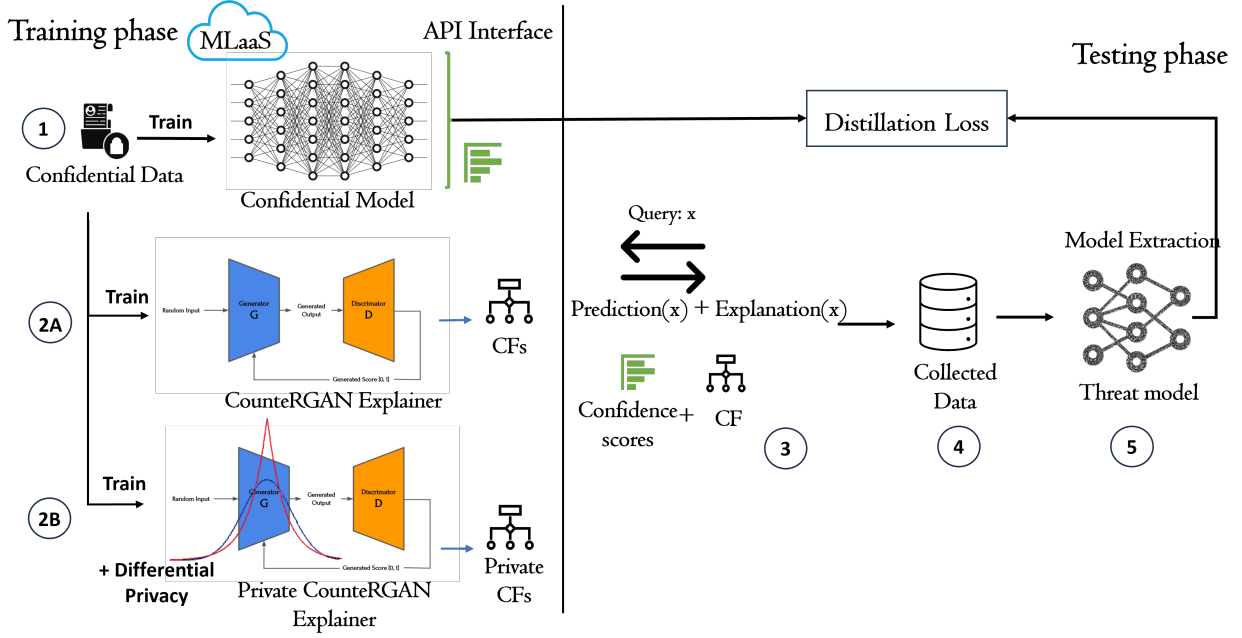 Training phase
MLaaS
API Interface
Testing phase
1
Train
Confidential Data
Confidential Model
Distillation Loss
2A
Train
Random Input
Generator
G
Generated
Output
Discrimator
D
Generated Score [0, 1]
CFs
CounteRGAN Explainer
2B
Train
Random Input
Generator
G
Generated
Output
Discrimator
D
Generated Score [0, 1]
+ Differential
Privacy
Private CounteRGAN
Explainer
Private
CFs
Query: x
Prediction(x) + Explanation(x)
Confidence
scores
+
CF
3
Collected
Data
4
Model Extraction
Threat model
5